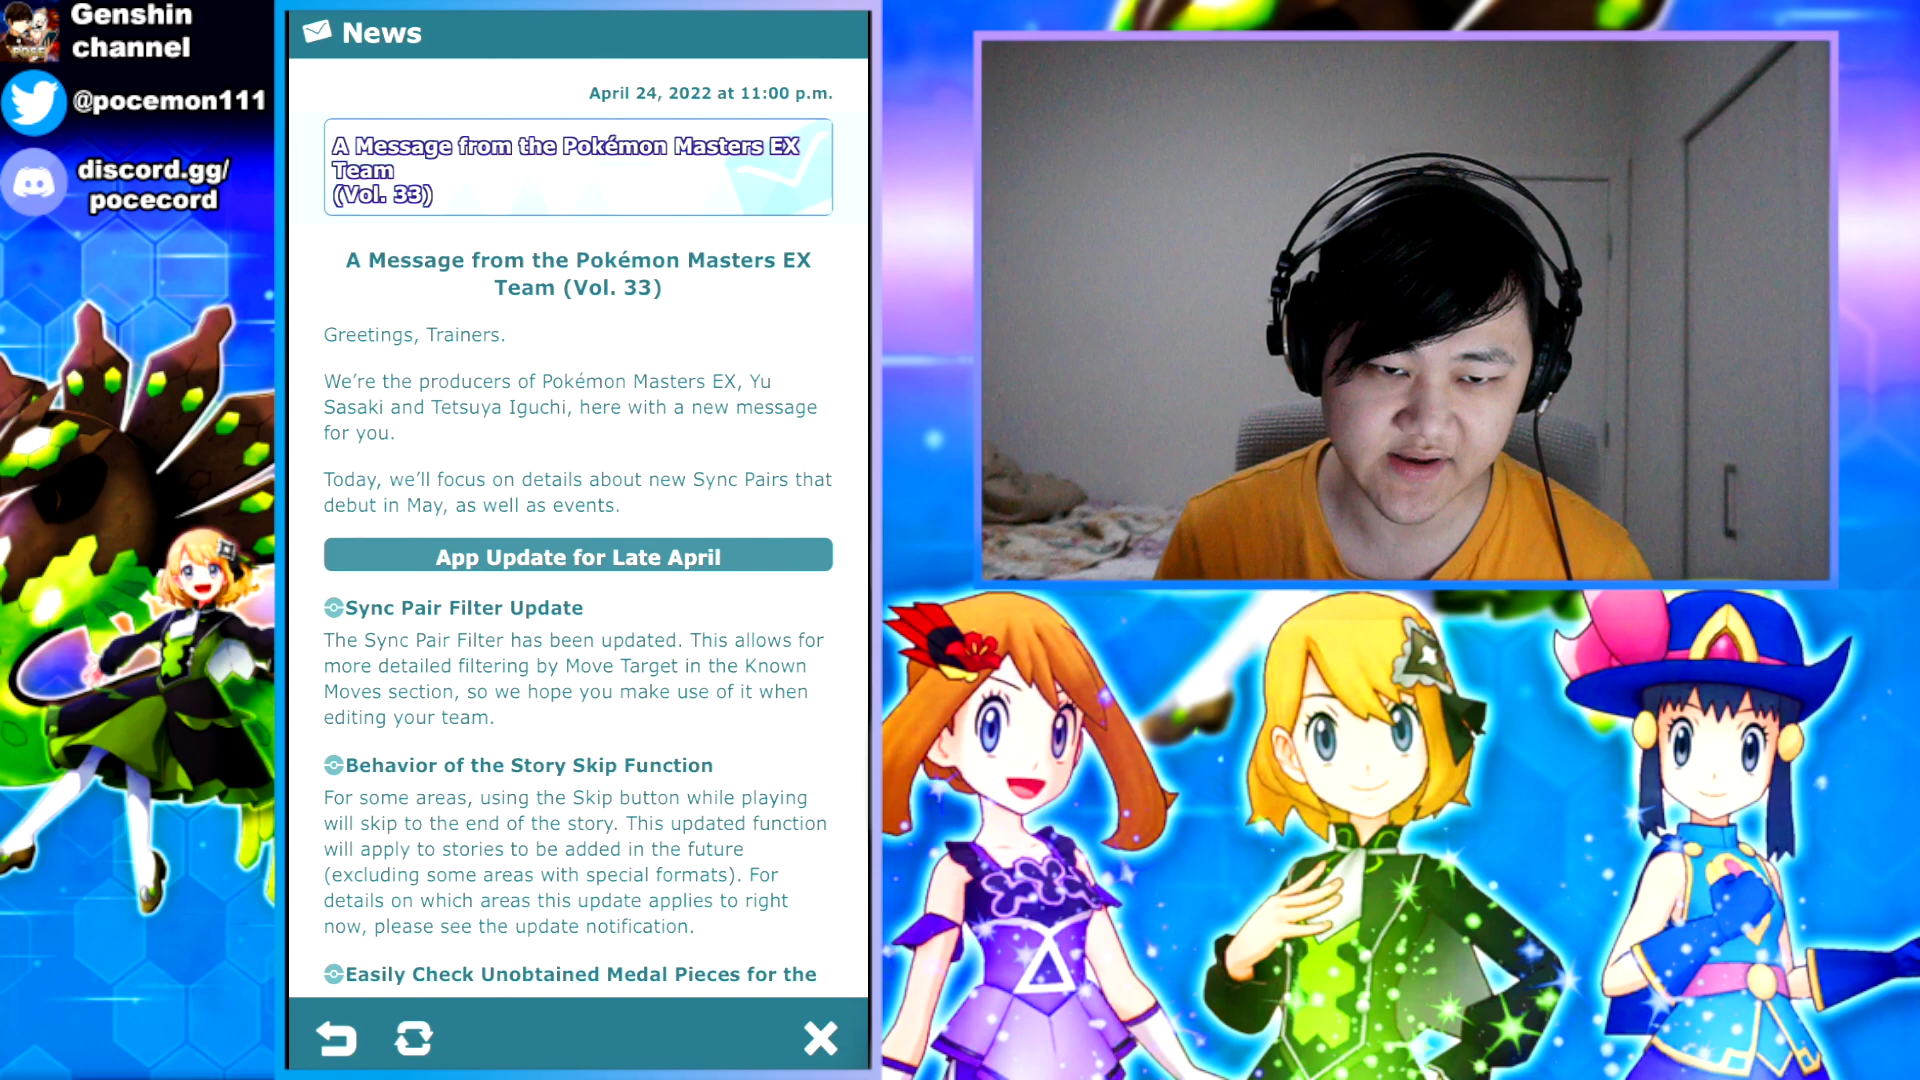 Genshin
channel
@pocemon111
discord.gg/
pocecord
News
April 24, 2022 at 11:00 p.m.
A Message from the Pokémon Masters EX
Team
(Vol. 33)
A Message from the Pokémon Masters EX
Team (Vol. 33)
Greetings, Trainers.
We’re the producers of Pokémon Masters EX, Yu
Sasaki and Tetsuya Iguchi, here with a new message
for you.
Today, we’ll focus on details about new Sync Pairs that
debut in May, as well as events.
App Update for Late April
Sync Pair Filter Update
The Sync Pair Filter has been updated. This allows for
more detailed filtering by Move Target in the Known
Moves section, so we hope you make use of it when
editing your team.
Behavior of the Story Skip Function
For some areas, using the Skip button while playing
will skip to the end of the story. This updated function
will apply to stories to be added in the future
(excluding some areas with special formats). For
details on which areas this update applies to right
now, please see the update notification.
Easily Check Unobtained Medal Pieces for the